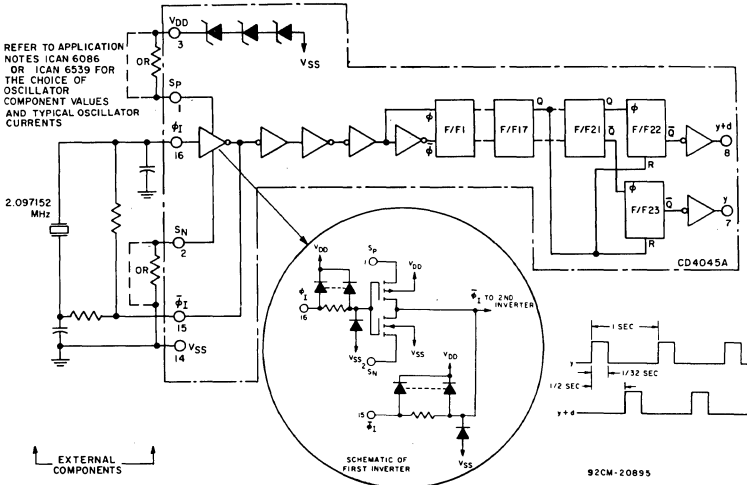 REFER TO APPLICATION
NOTES ICAN 6086
OR ICAN 6539 FOR
THE CHOICE OF
OSCILLATOR
COMPONENT VALUES
AND TYPICAL OSCILLATOR
CURRENTS
OR
VDD
3
VSS
SP
1
ϕI
16
2.097152
MHz
SN
2
OR
ϕ̅I
15
VSS
14
EXTERNAL
COMPONENTS
ϕ
ϕ̅
F/F1
F/F17
Q
F/F21
Q
Q̅
ϕ
F/F22
R
Q̅
y+d
8
ϕ
F/F23
R
Q̅
y
7
CD4045A
SP
1
VDD
VDD
ϕI
16
ϕ̅I TO 2ND
INVERTER
VSS
VSS
2
SN
VDD
15
ϕ̅I
VSS
SCHEMATIC OF
FIRST INVERTER
1 SEC
y
1/32 SEC
1/2 SEC
y+d
92CM-20895